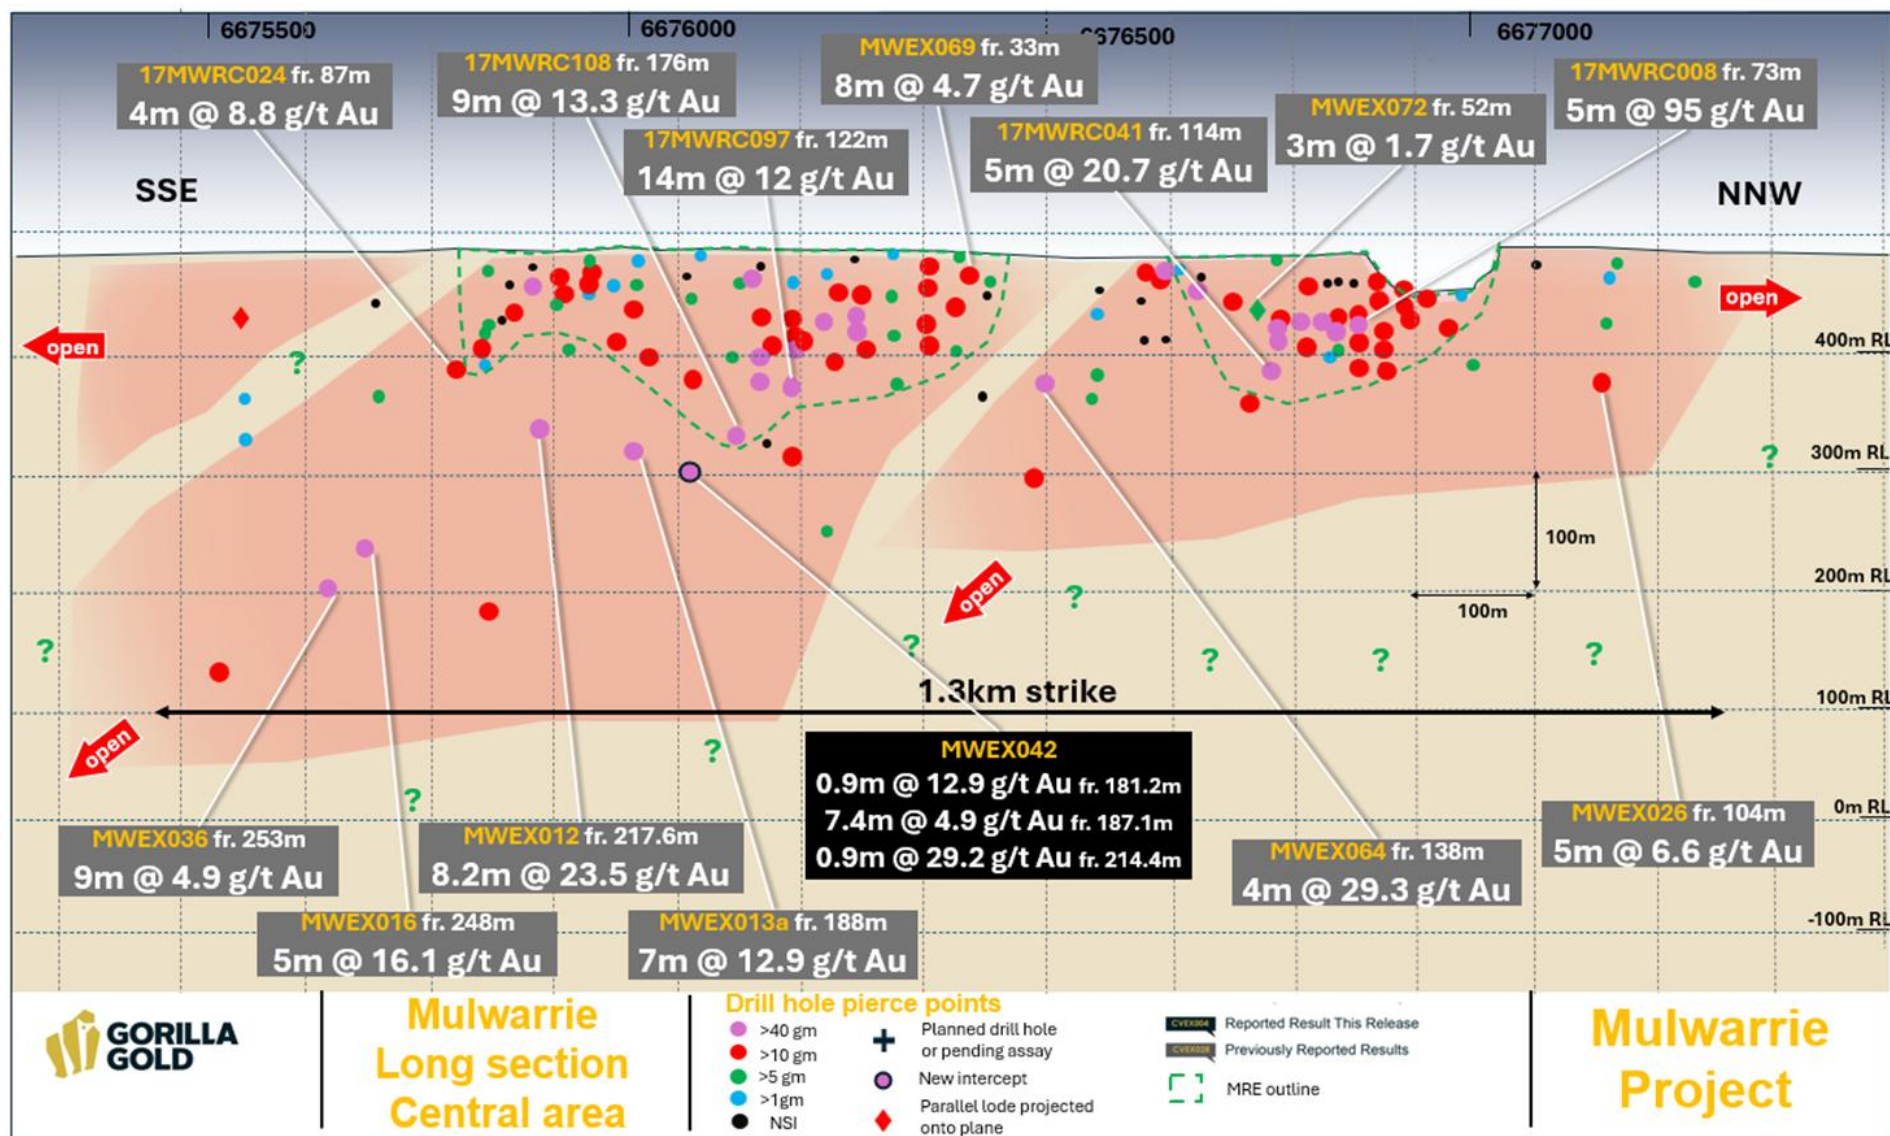 6675500
6676000
6676500
6677000
17MWRC024 fr. 87m
4m @ 8.8 g/t Au
17MWRC108 fr. 176m
9m @ 13.3 g/t Au
MWEX069 fr. 33m
8m @ 4.7 g/t Au
17MWRC097 fr. 122m
14m @ 12 g/t Au
17MWRC041 fr. 114m
5m @ 20.7 g/t Au
MWEX072 fr. 52m
3m @ 1.7 g/t Au
17MWRC008 fr. 73m
5m @ 95 g/t Au
SSE
NNW
open
open
?
400m RL
300m RL
?
100m
200m RL
100m
open
?
?
?
?
?
?
1.3km strike
100m RL
open
?
?
MWEX042
0.9m @ 12.9 g/t Au fr. 181.2m
7.4m @ 4.9 g/t Au fr. 187.1m
0.9m @ 29.2 g/t Au fr. 214.4m
0m RL
MWEX036 fr. 253m
9m @ 4.9 g/t Au
MWEX012 fr. 217.6m
8.2m @ 23.5 g/t Au
MWEX064 fr. 138m
4m @ 29.3 g/t Au
MWEX026 fr. 104m
5m @ 6.6 g/t Au
MWEX016 fr. 248m
5m @ 16.1 g/t Au
MWEX013a fr. 188m
7m @ 12.9 g/t Au
-100m RL
GORILLA
GOLD
Mulwarrie
Long section
Central area
Drill hole pierce points
>40 gm
>10 gm
>5 gm
>1gm
NSI
Planned drill hole
or pending assay
New intercept
Parallel lode projected
onto plane
CVEX004
Reported Result This Release
CVEX028
Previously Reported Results
MRE outline
Mulwarrie
Project